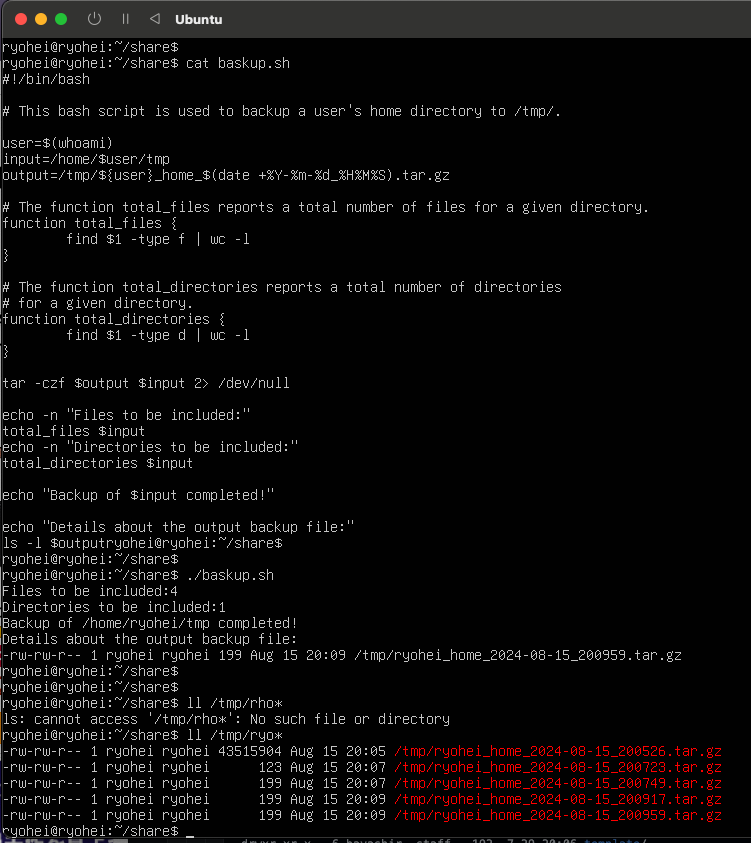 Ubuntu
ryohei@ryohei:~/share$
ryohei@ryohei:~/share$ cat baskup.sh
#!/bin/bash

# This bash script is used to backup a user's home directory to /tmp/.

user=$(whoami)
input=/home/$user/tmp
output=/tmp/${user}_home_$(date +%Y-%m-%d_%H%M%S).tar.gz

# The function total_files reports a total number of files for a given directory.
function total_files {
        find $1 -type f | wc -l
}

# The function total_directories reports a total number of directories
# for a given directory.
function total_directories {
        find $1 -type d | wc -l
}

tar -czf $output $input 2> /dev/null

echo -n "Files to be included:"
total_files $input
echo -n "Directories to be included:"
total_directories $input

echo "Backup of $input completed!"

echo "Details about the output backup file:"
ls -l $outputryohei@ryohei:~/share$
ryohei@ryohei:~/share$
ryohei@ryohei:~/share$ ./baskup.sh
Files to be included:4
Directories to be included:1
Backup of /home/ryohei/tmp completed!
Details about the output backup file:
-rw-rw-r-- 1 ryohei ryohei 199 Aug 15 20:09 /tmp/ryohei_home_2024-08-15_200959.tar.gz
ryohei@ryohei:~/share$
ryohei@ryohei:~/share$
ryohei@ryohei:~/share$ ll /tmp/rho*
ls: cannot access '/tmp/rho*': No such file or directory
ryohei@ryohei:~/share$ ll /tmp/ryo*
-rw-rw-r-- 1 ryohei ryohei 43515904 Aug 15 20:05 /tmp/ryohei_home_2024-08-15_200526.tar.gz
-rw-rw-r-- 1 ryohei ryohei      123 Aug 15 20:07 /tmp/ryohei_home_2024-08-15_200723.tar.gz
-rw-rw-r-- 1 ryohei ryohei      199 Aug 15 20:07 /tmp/ryohei_home_2024-08-15_200749.tar.gz
-rw-rw-r-- 1 ryohei ryohei      199 Aug 15 20:09 /tmp/ryohei_home_2024-08-15_200917.tar.gz
-rw-rw-r-- 1 ryohei ryohei      199 Aug 15 20:09 /tmp/ryohei_home_2024-08-15_200959.tar.gz
ryohei@ryohei:~/share$ _